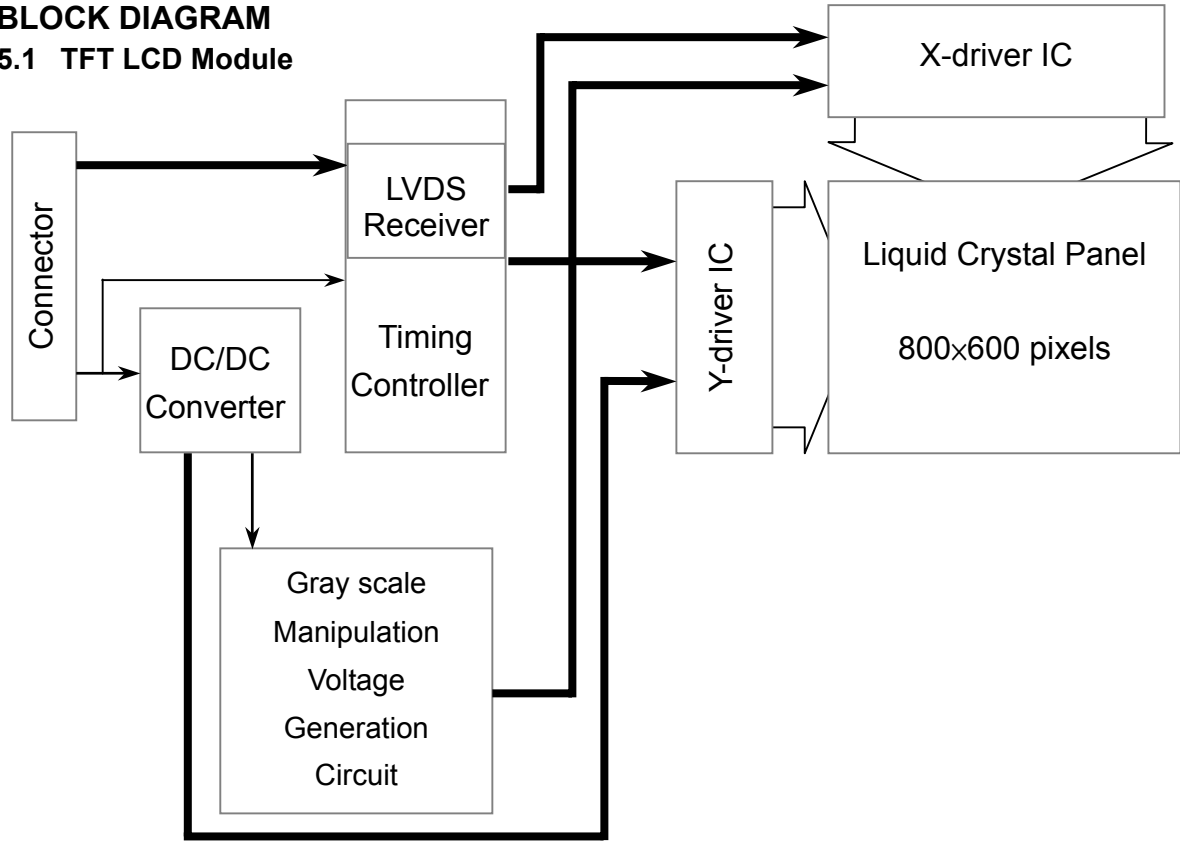 BLOCK DIAGRAM
5.1 TFT LCD Module
X-driver IC
Connector
LVDS
Receiver
Timing
Controller
DC/DC
Converter
Y-driver IC
Liquid Crystal Panel
800×600 pixels
Gray scale
Manipulation
Voltage
Generation
Circuit